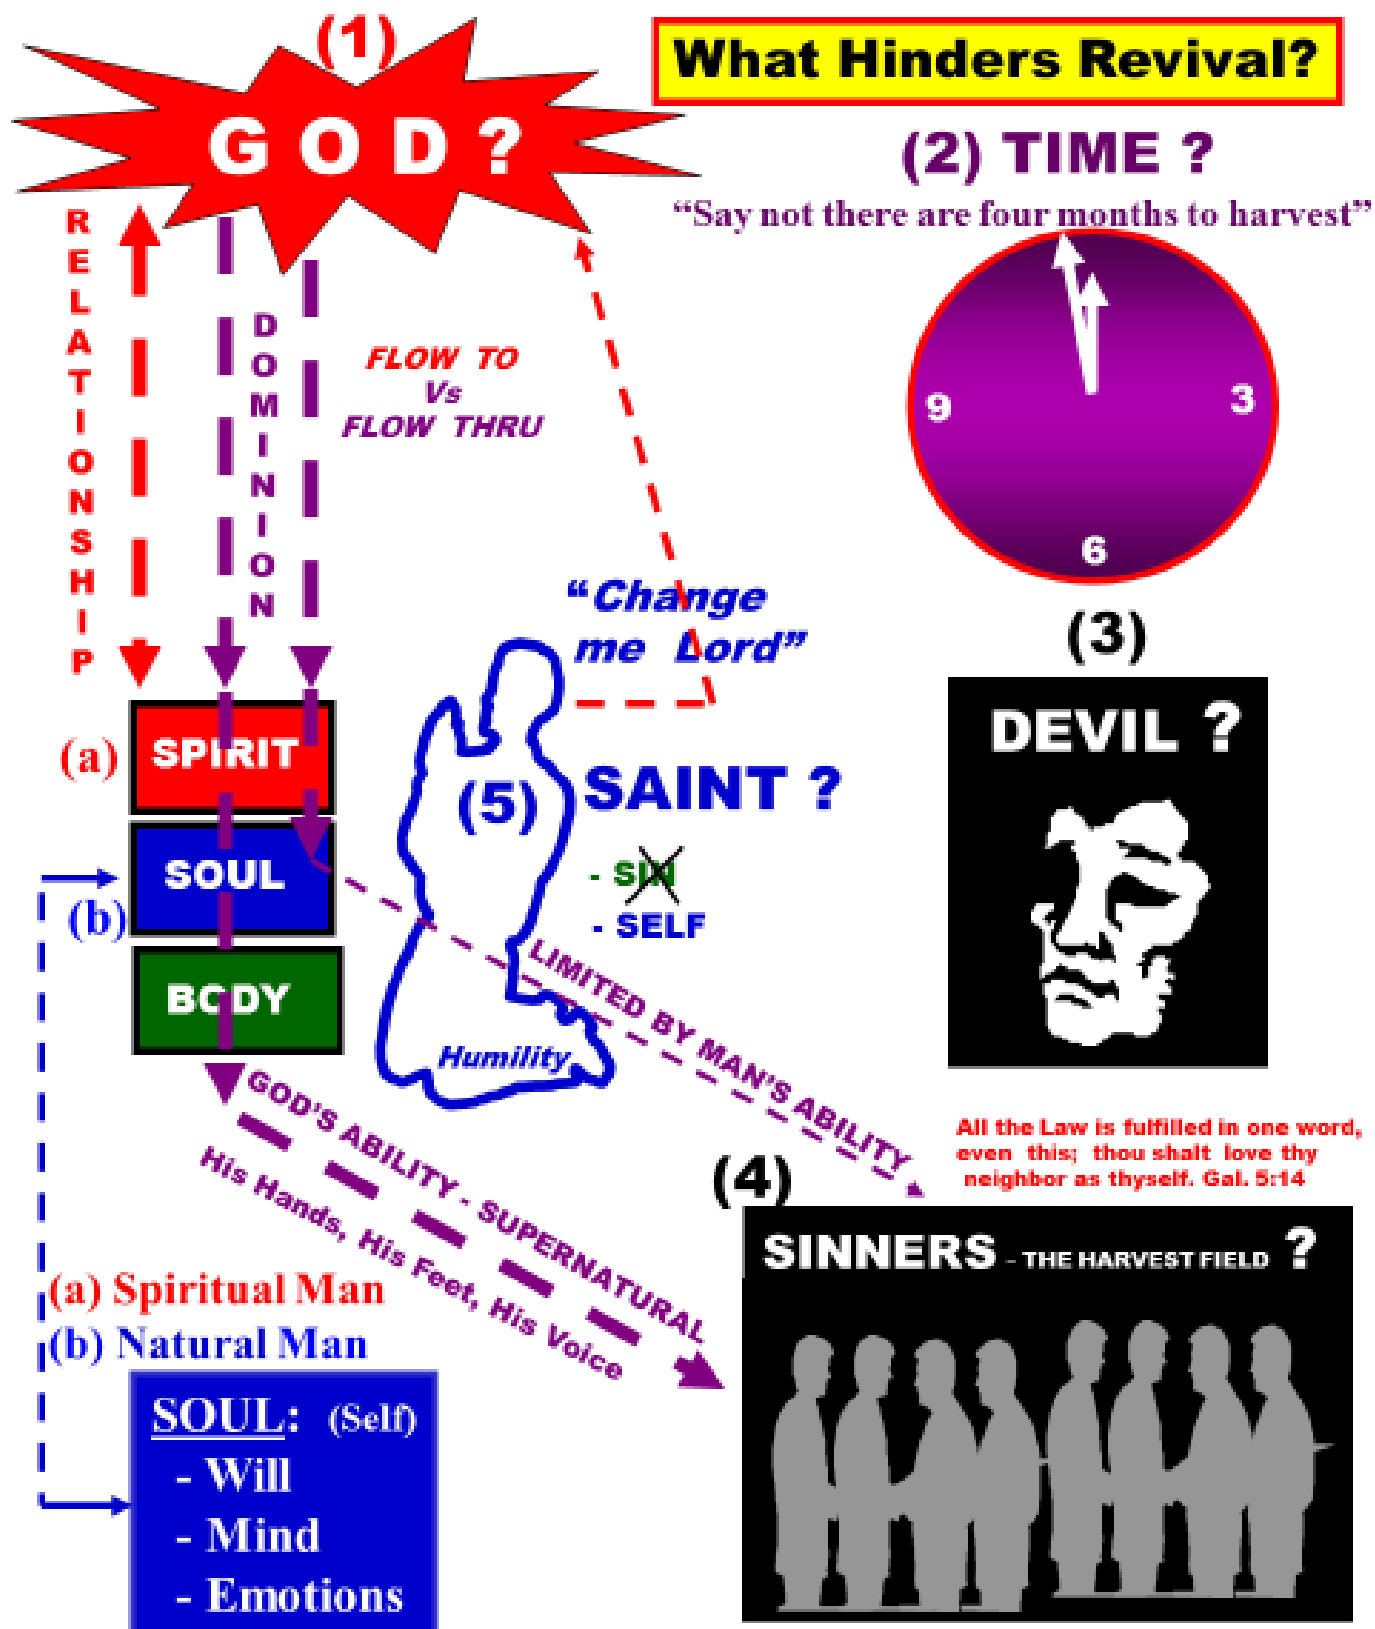 (1)
What Hinders Revival?
G O D ?
(2) TIME ?
“Say not there are four months to harvest”
RELATIONSHIP
DOMINION
FLOW TO
Vs
FLOW THRU
9
3
6
“Change
me Lord”
(3)
DEVIL ?
(a)
SPIRIT
(5)
SAINT ?
- SIN
- SELF
SOUL
(b)
BODY
Humility
LIMITED BY MAN'S ABILITY
GOD'S ABILITY - SUPERNATURAL
His Hands, His Feet, His Voice
All the Law is fulfilled in one word,
even this; thou shalt love thy
neighbor as thyself. Gal. 5:14
(4)
SINNERS – THE HARVEST FIELD ?
(a) Spiritual Man
(b) Natural Man
SOUL: (Self)
- Will
- Mind
- Emotions